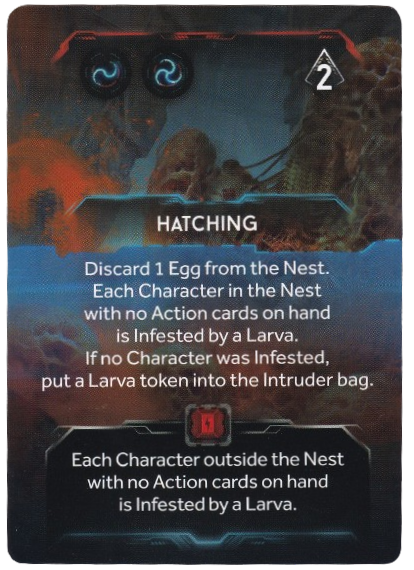 2
HATCHING
Discard 1 Egg from the Nest.
Each Character in the Nest
with no Action cards on hand
is Infested by a Larva.
If no Character was Infested,
put a Larva token into the Intruder bag.
Each Character outside the Nest
with no Action cards on hand
is Infested by a Larva.